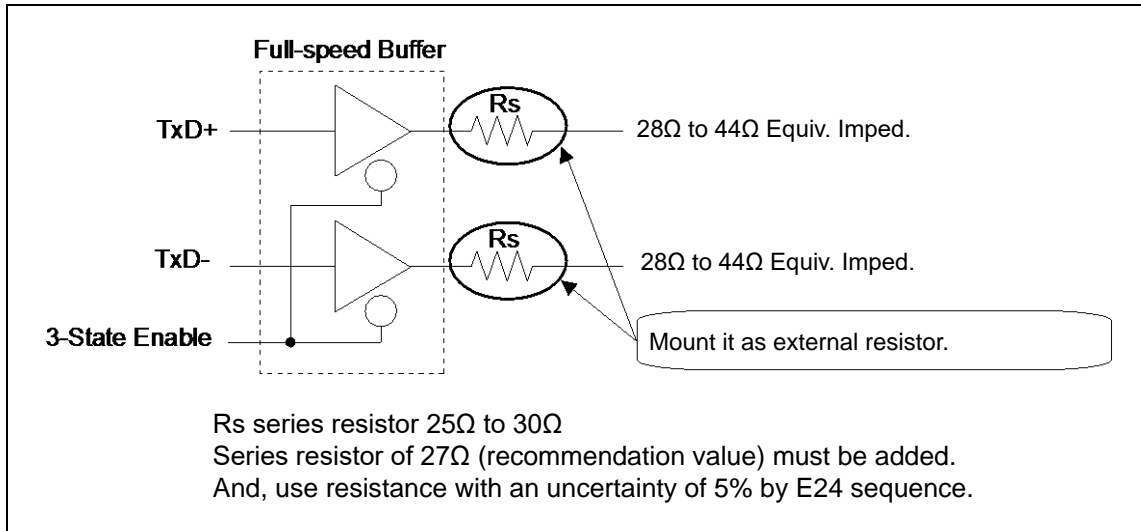 Full-speed Buffer
Rs
TxD+
28Ω to 44Ω Equiv. Imped.
Rs
TxD-
28Ω to 44Ω Equiv. Imped.
3-State Enable
Mount it as external resistor.
Rs series resistor 25Ω to 30Ω
Series resistor of 27Ω (recommendation value) must be added.
And, use resistance with an uncertainty of 5% by E24 sequence.